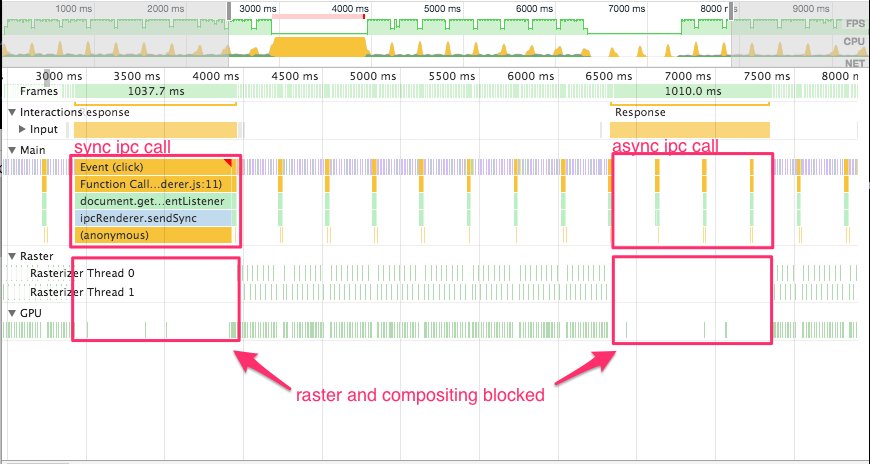 1000 ms 2000 ms 3000 ms 4000 ms 5000 ms 6000 ms 7000 ms 8000 r s 9000 ms
FPS
CPU
NET
3000 ms 3500 ms 4000 ms 4500 ms 5000 ms 5500 ms 6000 ms 6500 ms 7000 ms 7500 ms 8000 m
Frames 1037.7 ms 1010.0 ms
Interactions esponse Response
Input
sync ipc call async ipc call
Main
Event (click)
Function Call...derer.js:11)
document.get...entListener
ipcRenderer.sendSync
(anonymous)
Raster
Rasterizer Thread 0
Rasterizer Thread 1
GPU
raster and compositing blocked